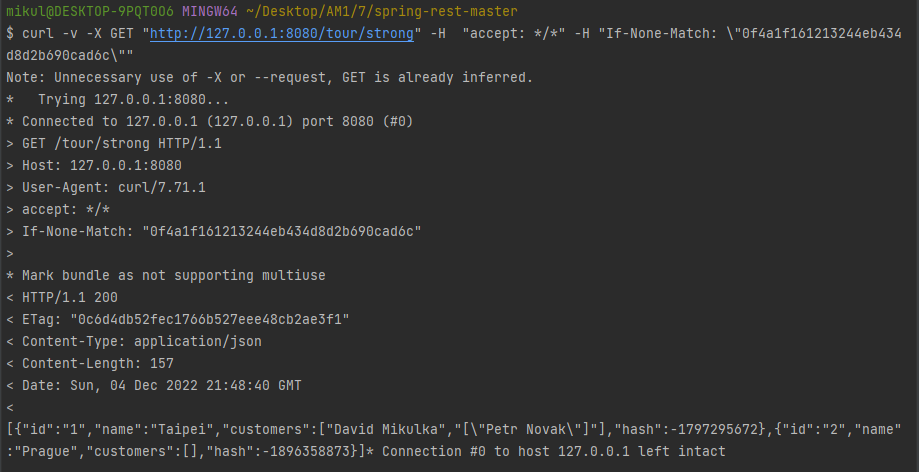 mikul@DESKTOP-9PQT0O6 MINGW64 ~/Desktop/AM1/7/spring-rest-master
$ curl -v -X GET "http://127.0.0.1:8080/tour/strong" -H  "accept: */*" -H "If-None-Match: \"0f4a1f161213244eb434
d8d2b690cad6c\""
Note: Unnecessary use of -X or --request, GET is already inferred.
*   Trying 127.0.0.1:8080...
* Connected to 127.0.0.1 (127.0.0.1) port 8080 (#0)
> GET /tour/strong HTTP/1.1
> Host: 127.0.0.1:8080
> User-Agent: curl/7.71.1
> accept: */*
> If-None-Match: "0f4a1f161213244eb434d8d2b690cad6c"
>
* Mark bundle as not supporting multiuse
< HTTP/1.1 200
< ETag: "0c6d4db52fec1766b527eee48cb2ae3f1"
< Content-Type: application/json
< Content-Length: 157
< Date: Sun, 04 Dec 2022 21:48:40 GMT
<
[{"id":"1","name":"Taipei","customers":["David Mikulka","[\"Petr Novak\"]"],"hash":-1797295672},{"id":"2","name"
:"Prague","customers":[],"hash":-1896358873}]* Connection #0 to host 127.0.0.1 left intact